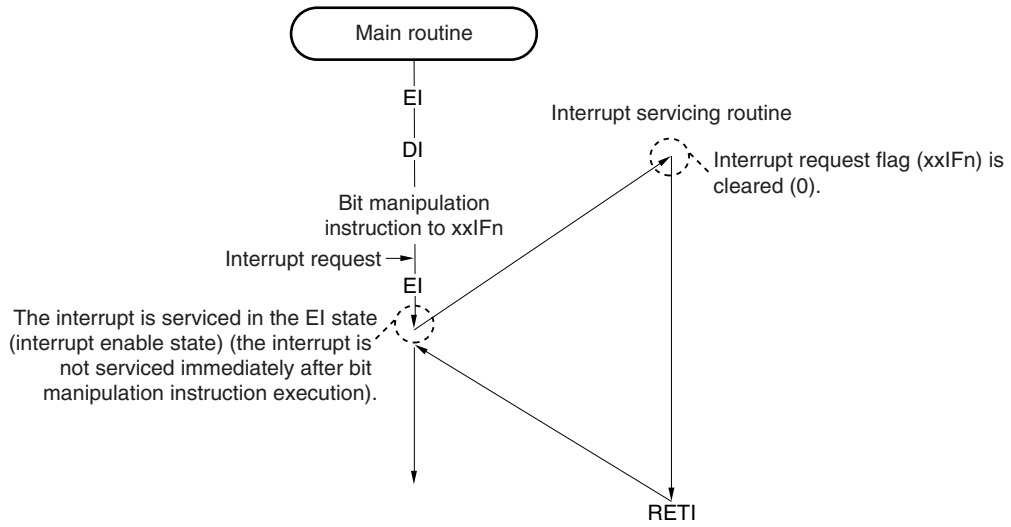 Main routine
EI
Interrupt servicing routine
DI
Interrupt request flag (xxIFn) is
cleared (0).
Bit manipulation
instruction to xxIFn
Interrupt request
EI
The interrupt is serviced in the EI state
(interrupt enable state) (the interrupt is
not serviced immediately after bit
manipulation instruction execution).
RETI